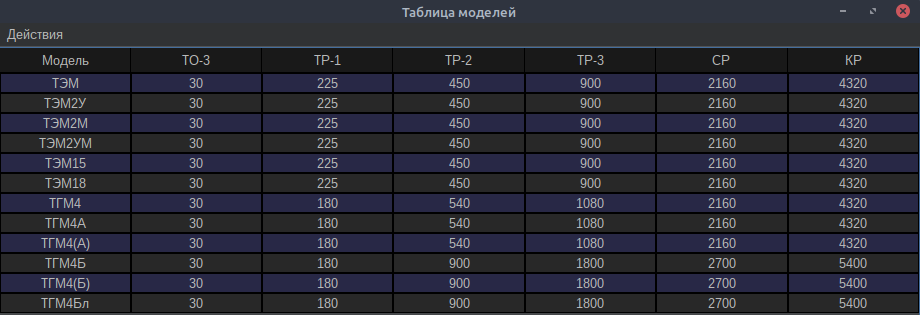 Таблица моделей
Действия
Модель ТО-3 ТР-1 ТР-2 ТР-3 СР КР
ТЭМ 30 225 450 900 2160 4320
ТЭМ2У 30 225 450 900 2160 4320
ТЭМ2М 30 225 450 900 2160 4320
ТЭМ2УМ 30 225 450 900 2160 4320
ТЭМ15 30 225 450 900 2160 4320
ТЭМ18 30 225 450 900 2160 4320
ТГМ4 30 180 540 1080 2160 4320
ТГМ4А 30 180 540 1080 2160 4320
ТГМ4(А) 30 180 540 1080 2160 4320
ТГМ4Б 30 180 900 1800 2700 5400
ТГМ4(Б) 30 180 900 1800 2700 5400
ТГМ4Бл 30 180 900 1800 2700 5400